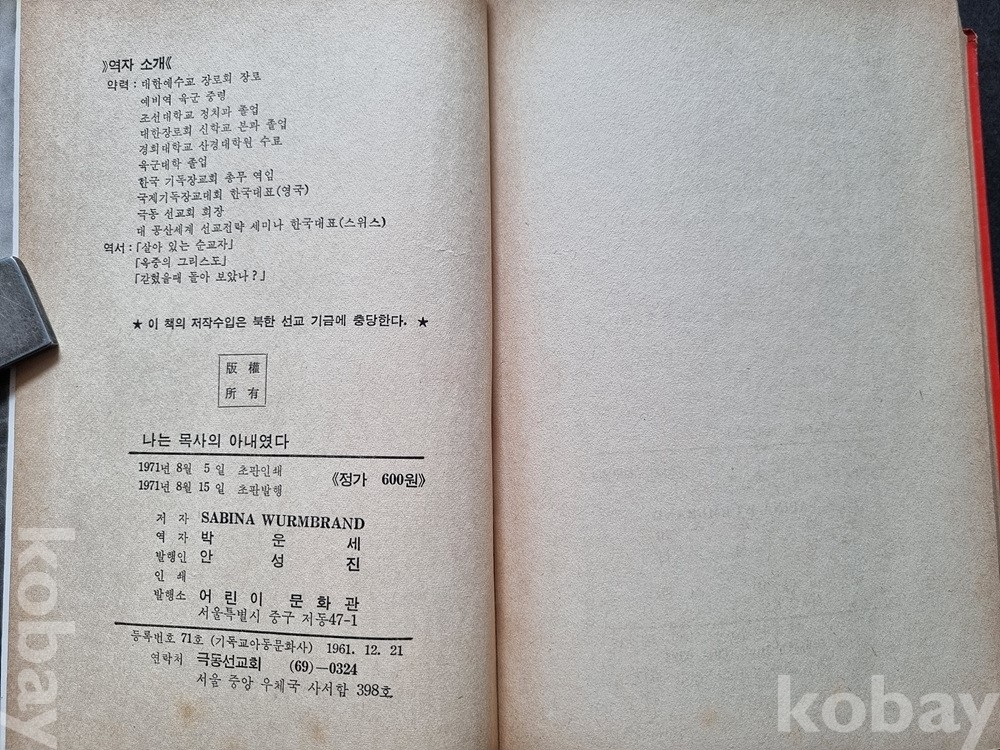 》역자 소개《
약력 : 대한예수교 장로회 장로
예비역 육군 중령
조선대학교 정치과 졸업
대한장로회 신학교 본과 졸업
경희대학교 산경대학원 수료
육군대학 졸업
한국 기독장교회 총무 역임
국제기독장교대회 한국대표(영국)
극동 선교회 회장
대 공산세계 선교전략 세미나 한국대표(스위스)
역서 :「살아 있는 순교자」
「옥중의 그리스도」
「갇혔을때 돌아 보았나?」
★ 이 책의 저작수입은 북한 선교 기금에 충당한다. ★
版 權
所 有
나는 목사의 아내였다
1971년 8월 5일 초판인쇄
1971년 8월 15일 초판발행
《정가 600원》
저 자 SABINA WURMBRAND
역 자 박 운 세
발행인 안 성 진
인 쇄
발행소 어린이 문화관
서울특별시 중구 저동47-1
등록번호 71호 (기독교아동문화사) 1961. 12. 21
연락처 극동선교회 (69)—0324
서울 중앙 우체국 사서함 398호
kobay
kobay